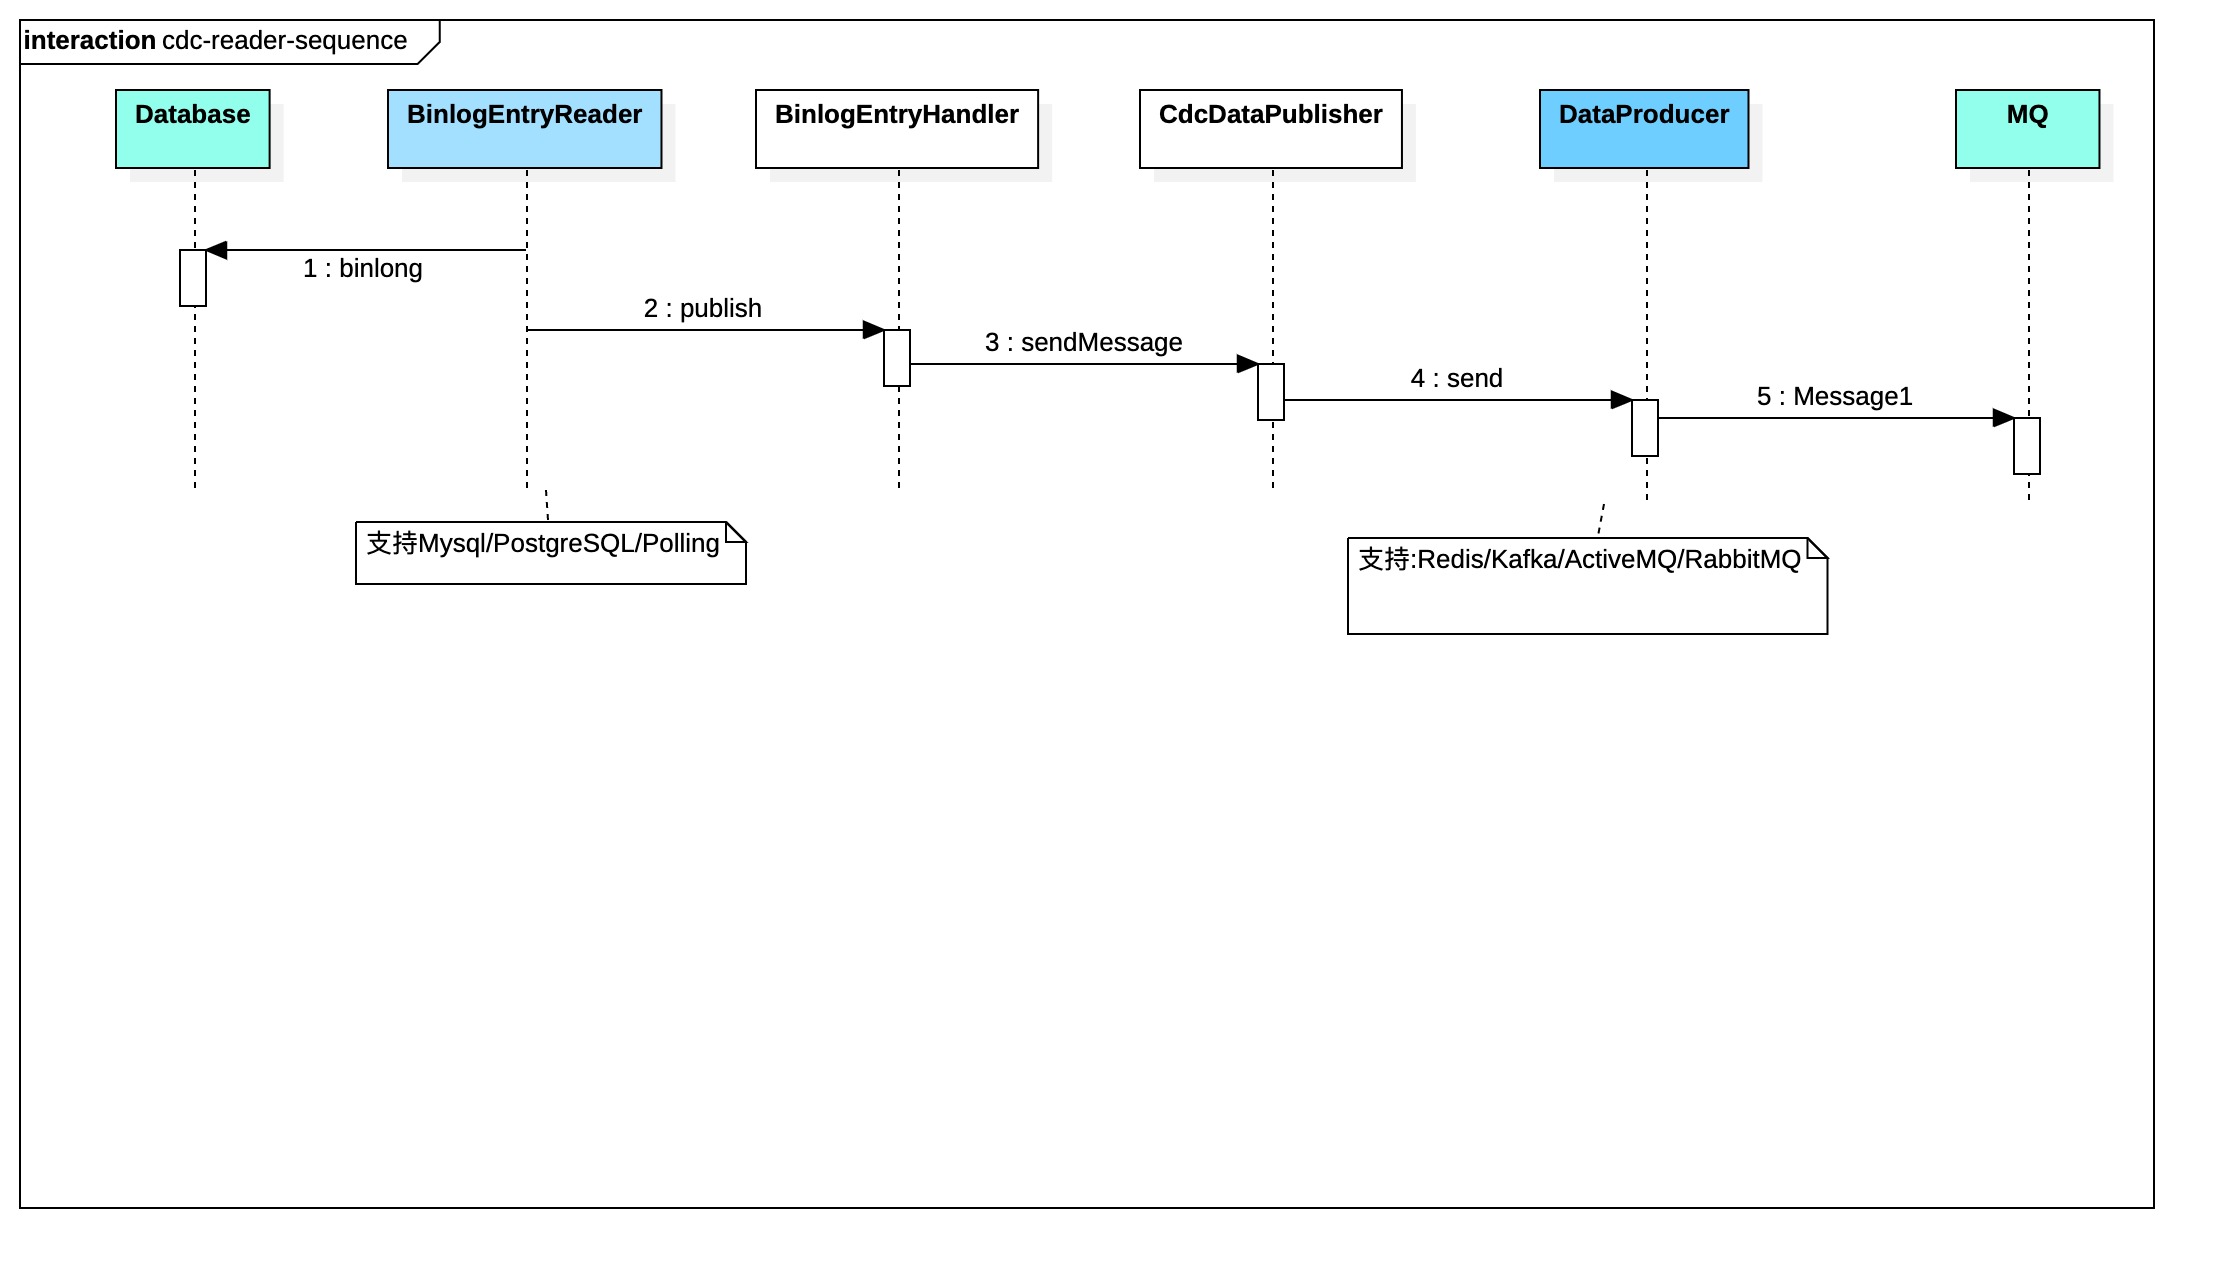 interaction cdc-reader-sequence
Database
BinlogEntryReader
BinlogEntryHandler
CdcDataPublisher
DataProducer
MQ
1 : binlong
2 : publish
3 : sendMessage
4 : send
5 : Message1
支持Mysql/PostgreSQL/Polling
支持:Redis/Kafka/ActiveMQ/RabbitMQ